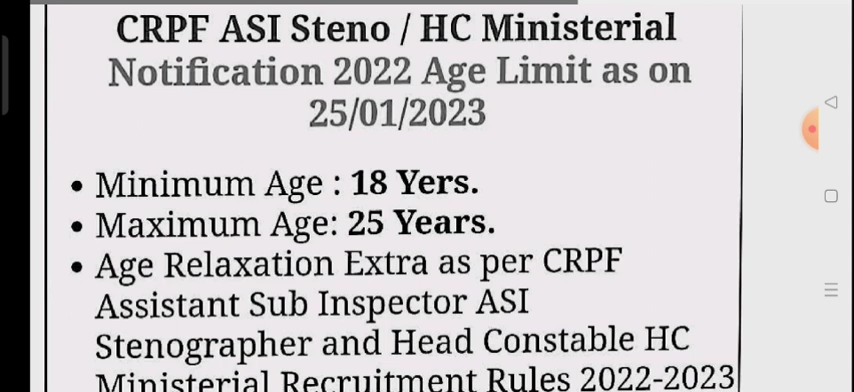 CRPF ASI Steno / HC Ministerial
Notification 2022 Age Limit as on
25/01/2023
• Minimum Age : 18 Yers.
• Maximum Age: 25 Years.
• Age Relaxation Extra as per CRPF
Assistant Sub Inspector ASI
Stenographer and Head Constable HC
Ministerial Recruitment Rules 2022-2023